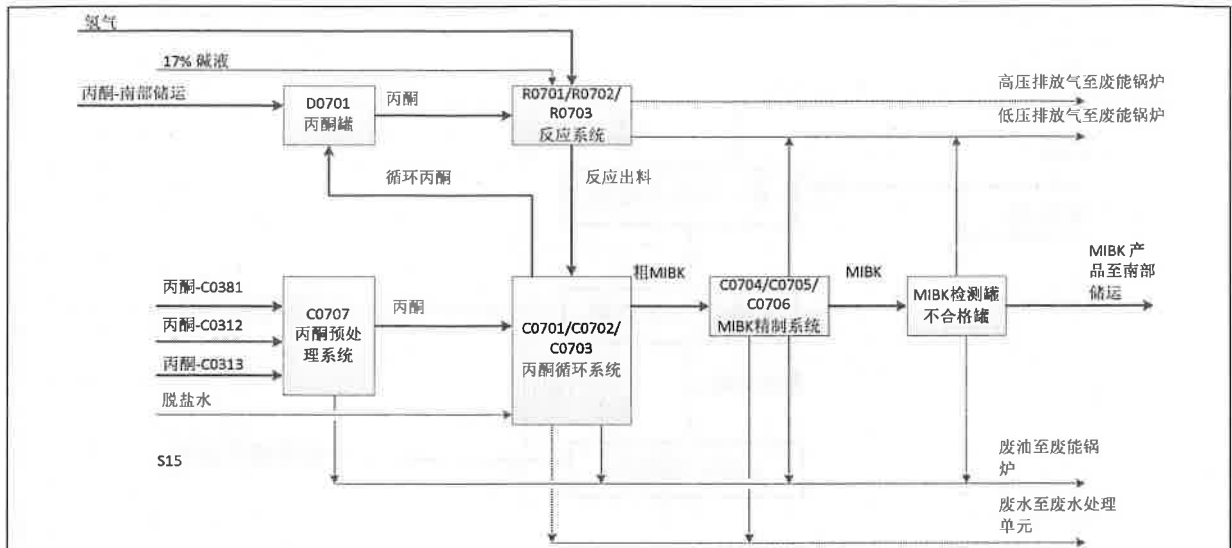 氢气
17% 碱液
丙酮-南部储运
D0701
丙酮罐
丙酮
R0701/R0702/
R0703
反应系统
高压排放气至废能锅炉
低压排放气至废能锅炉
循环丙酮
反应出料
丙酮-C0381
丙酮-C0312
丙酮-C0313
脱盐水
C0707
丙酮预处
理系统
丙酮
C0701/C0702/
C0703
丙酮循环系统
粗MIBK
C0704/C0705/
C0706
MIBK精制系统
MIBK
MIBK检测罐
不合格罐
MIBK 产
品至南部
储运
S15
废油至废能锅
炉
废水至废水处理
单元